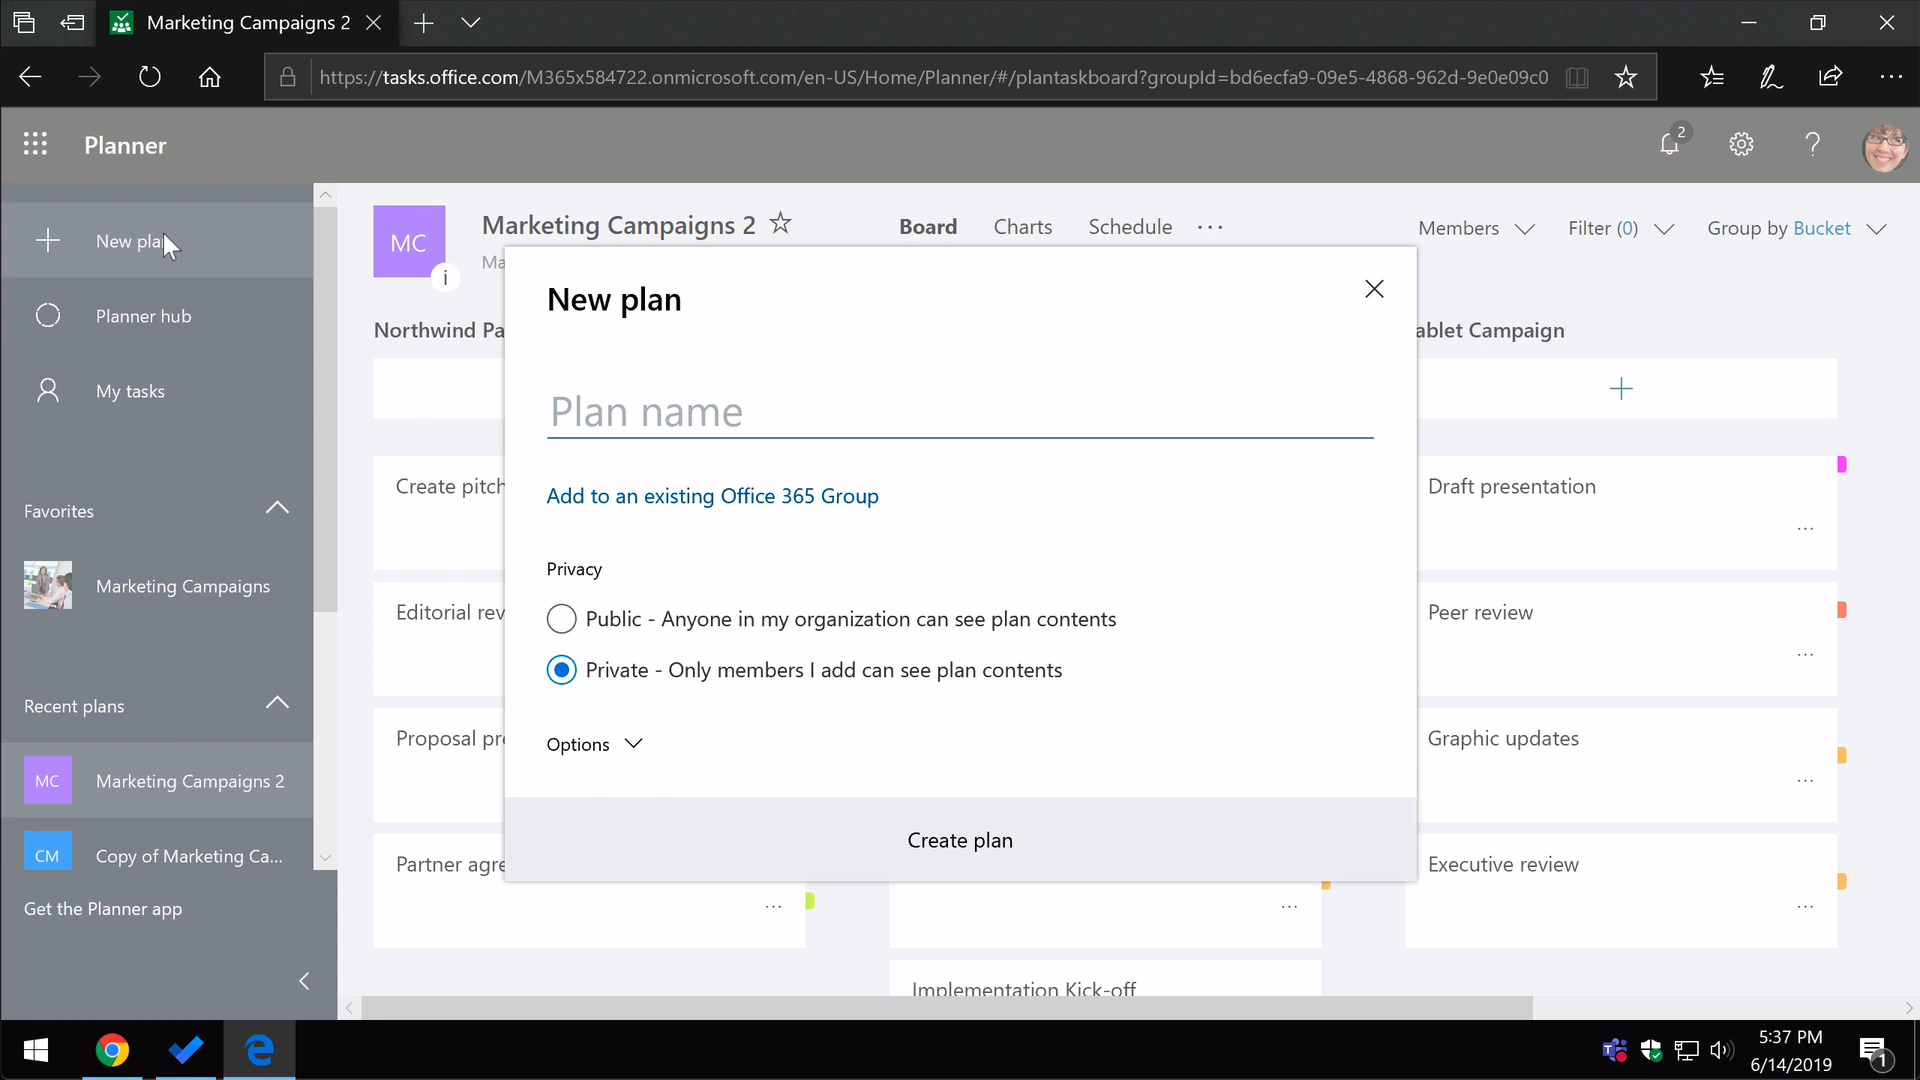 Marketing Campaigns 2
https://tasks.office.com/M365x584722.onmicrosoft.com/en-US/Home/Planner/#/plantaskboard?groupId=bd6ecfa9-09e5-4868-962d-9e0e09c0
Planner
2
?
New plan
Planner hub
My tasks
Favorites
Marketing Campaigns
Recent plans
MC Marketing Campaigns 2
CM Copy of Marketing Ca...
Get the Planner app
MC
i
Marketing Campaigns 2
Ma
Board Charts Schedule ...
Members Filter (0) Group by Bucket
Northwind Pa
ablet Campaign
Create pitch
Editorial rev
Proposal pr
Partner agre
Implementation Kick-off
Draft presentation
Peer review
Graphic updates
Executive review
New plan
Plan name
Add to an existing Office 365 Group
Privacy
Public - Anyone in my organization can see plan contents
Private - Only members I add can see plan contents
Options
Create plan
5:37 PM
6/14/2019
1